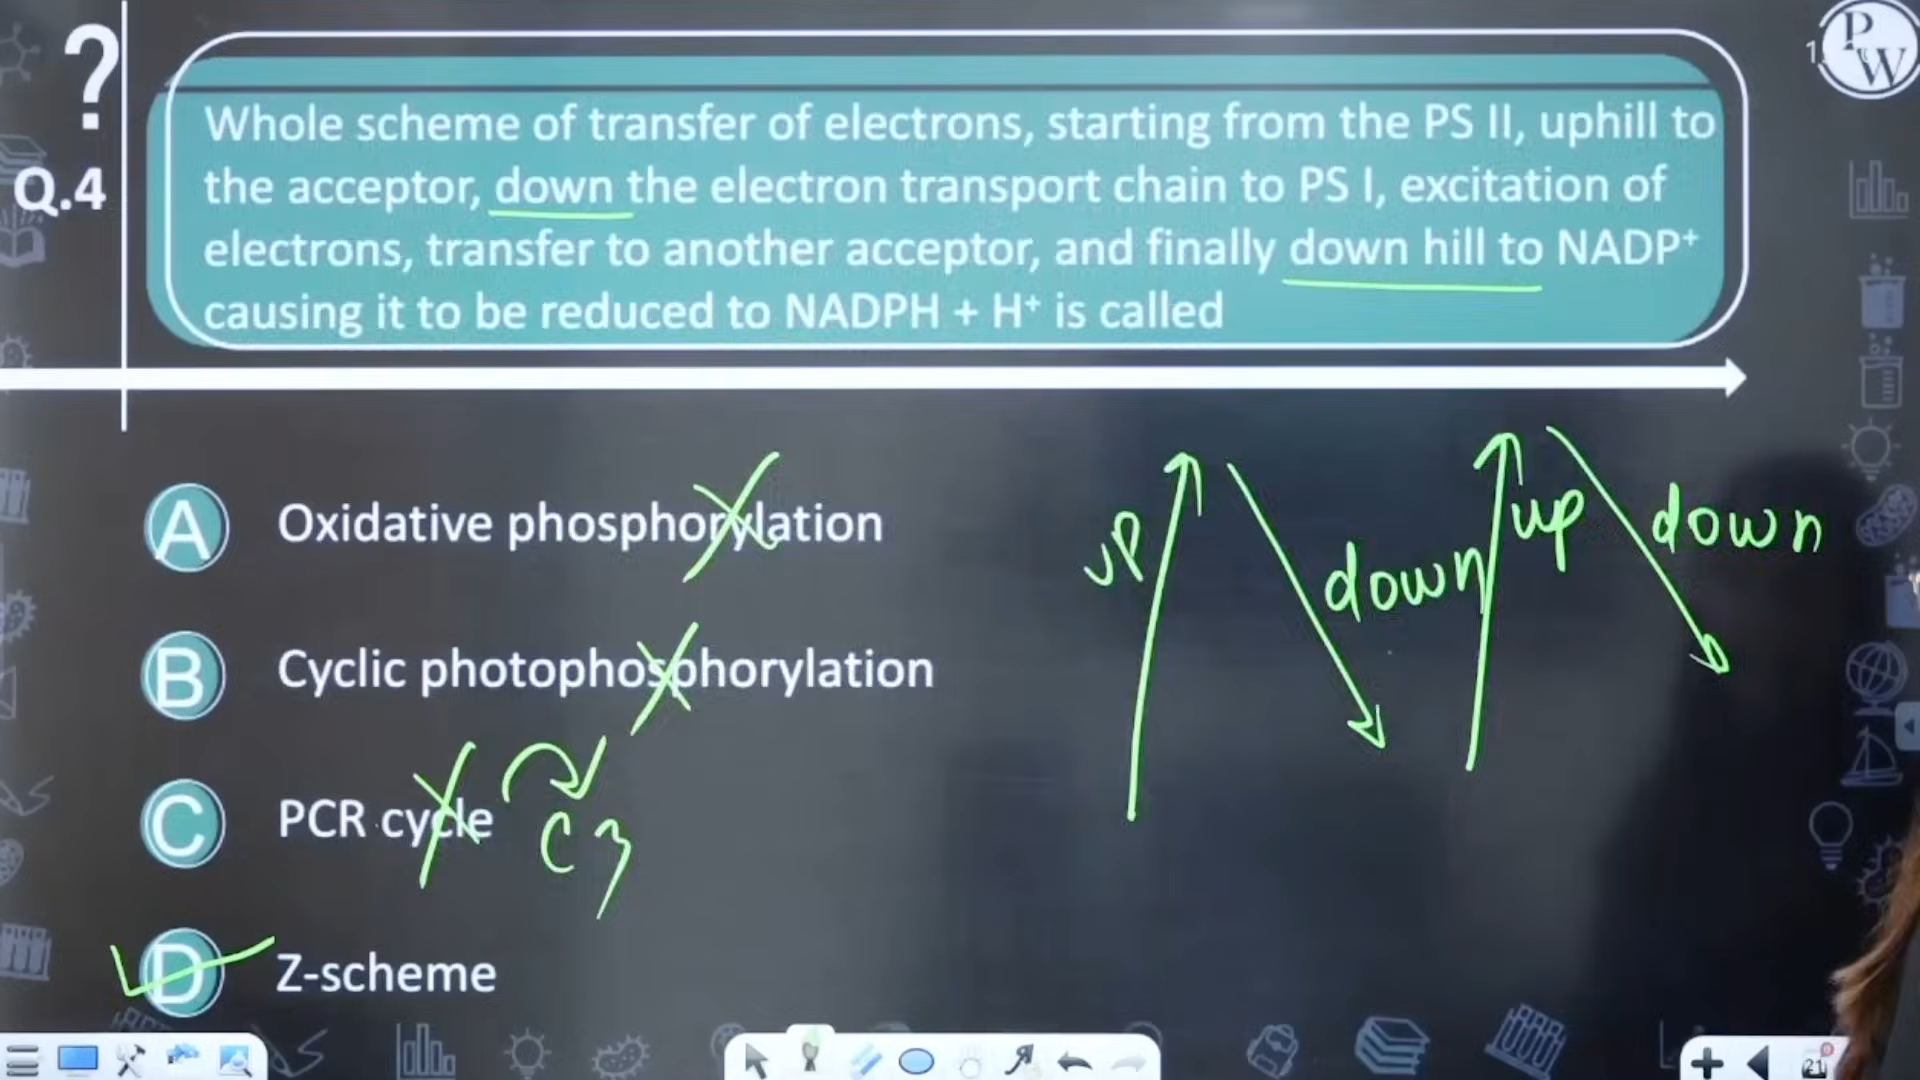 ?
Q.4
PW
Whole scheme of transfer of electrons, starting from the PS II, uphill to
the acceptor, down the electron transport chain to PS I, excitation of
electrons, transfer to another acceptor, and finally down hill to NADP⁺
causing it to be reduced to NADPH + H⁺ is called
A Oxidative phosphorylation
B Cyclic photophosphorylation
C PCR cycle
C3
D Z-scheme
up
down
up
down
21